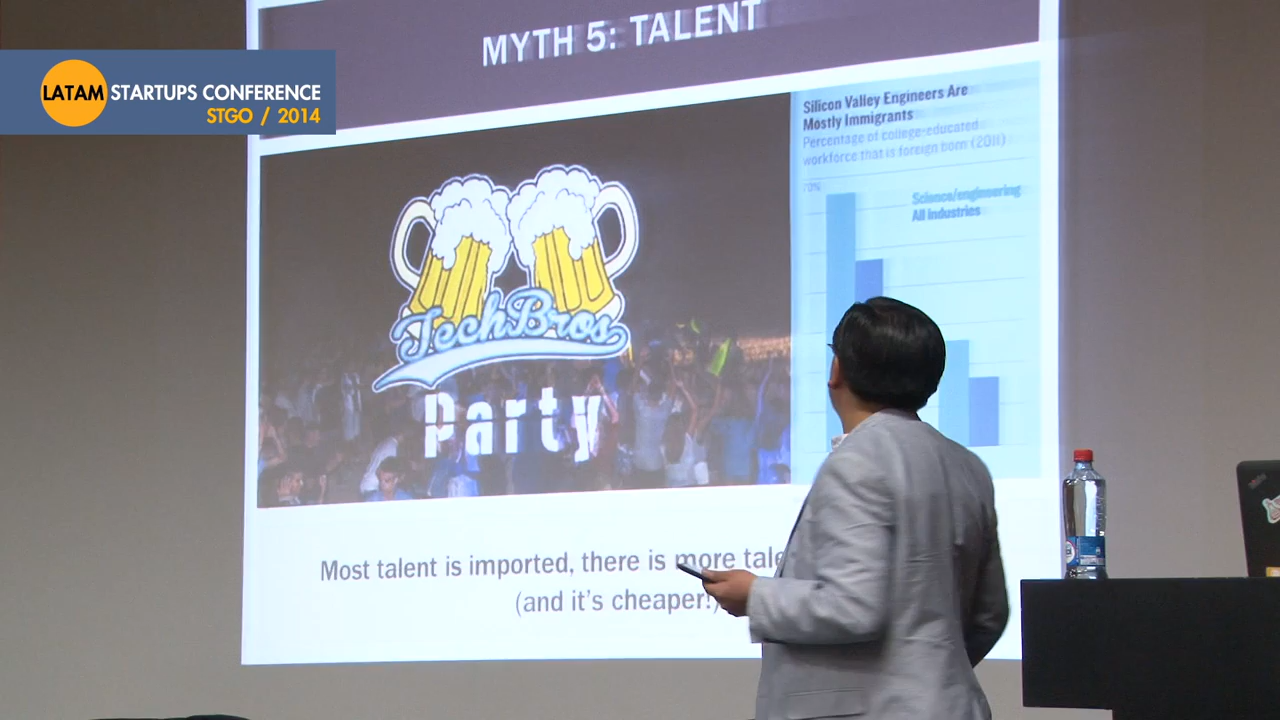 LATAM STARTUPS CONFERENCE
STGO / 2014
MYTH 5: TALENT
Silicon Valley Engineers Are
Mostly Immigrants
Percentage of college-educated
workforce that is foreign born (2011)
70%
Science/engineering
All industries
TechBros
Party
Most talent is imported, there is more
(and it's cheaper!)